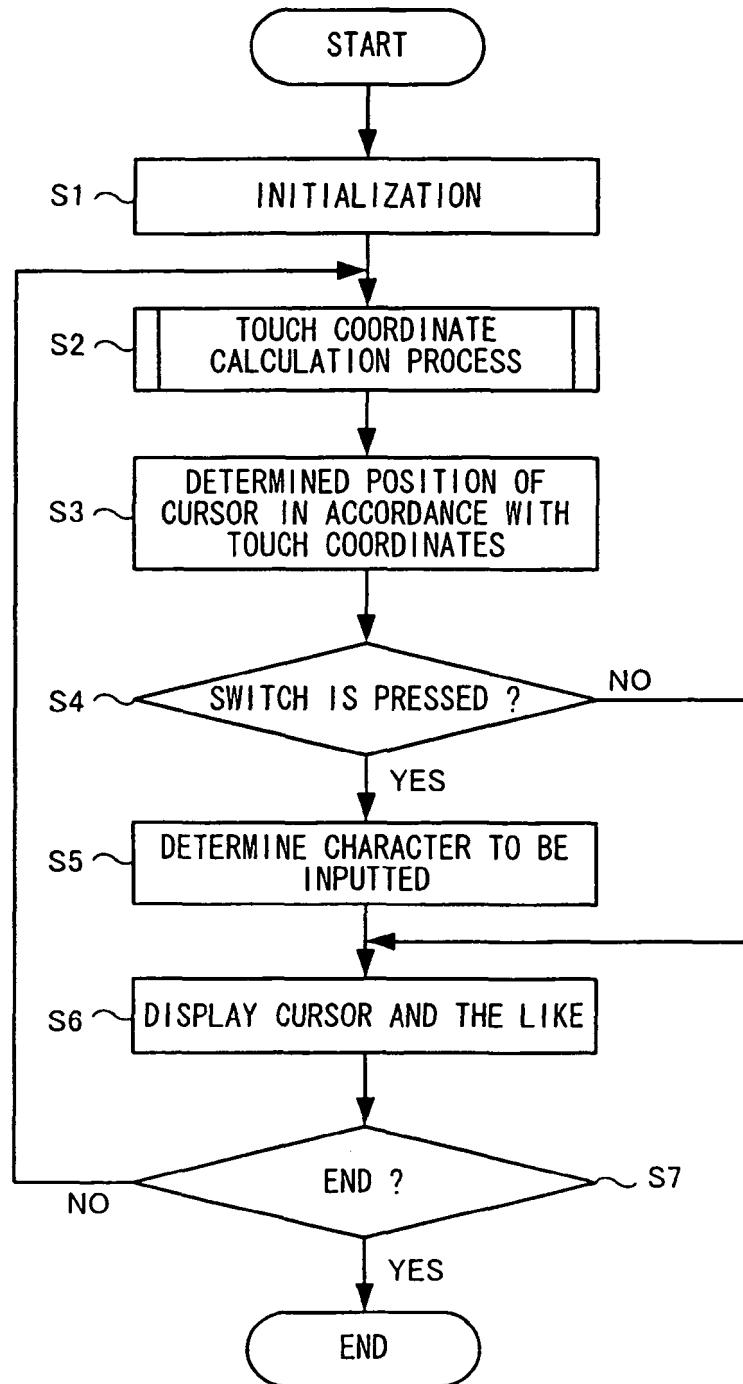 START
S1
INITIALIZATION
S2
TOUCH COORDINATE
CALCULATION PROCESS
S3
DETERMINED POSITION OF
CURSOR IN ACCORDANCE WITH
TOUCH COORDINATES
S4
SWITCH IS PRESSED ?
NO
YES
S5
DETERMINE CHARACTER TO BE
INPUTTED
S6
DISPLAY CURSOR AND THE LIKE
END ?
S7
NO
YES
END